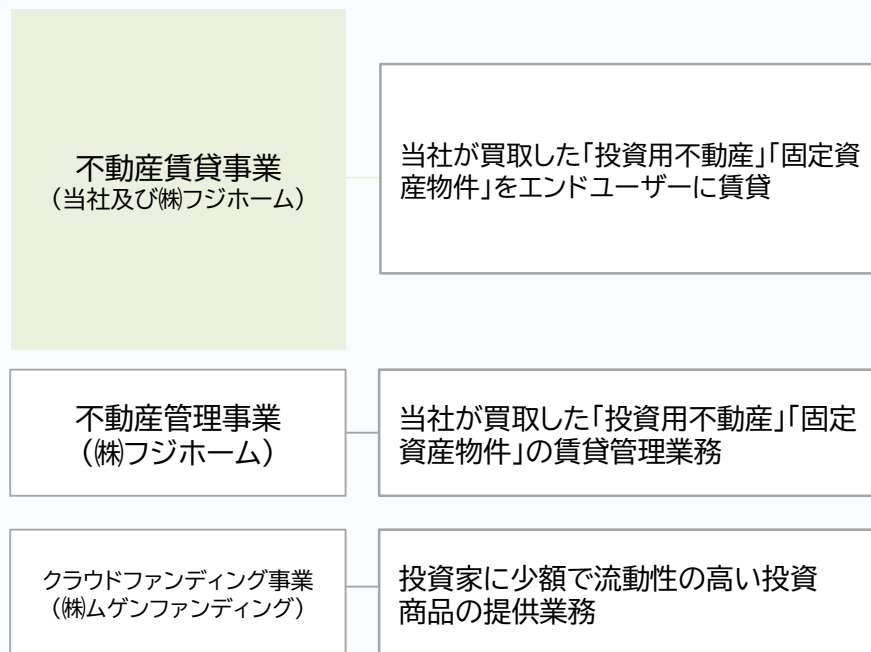 不動産賃貸事業
（当社及び㈱フジホーム）
当社が買取した「投資用不動産」「固定資
産物件」をエンドユーザーに賃貸
不動産管理事業
（㈱フジホーム）
当社が買取した「投資用不動産」「固定
資産物件」の賃貸管理業務
クラウドファンディング事業
（㈱ムゲンファンディング）
投資家に少額で流動性の高い投資
商品の提供業務